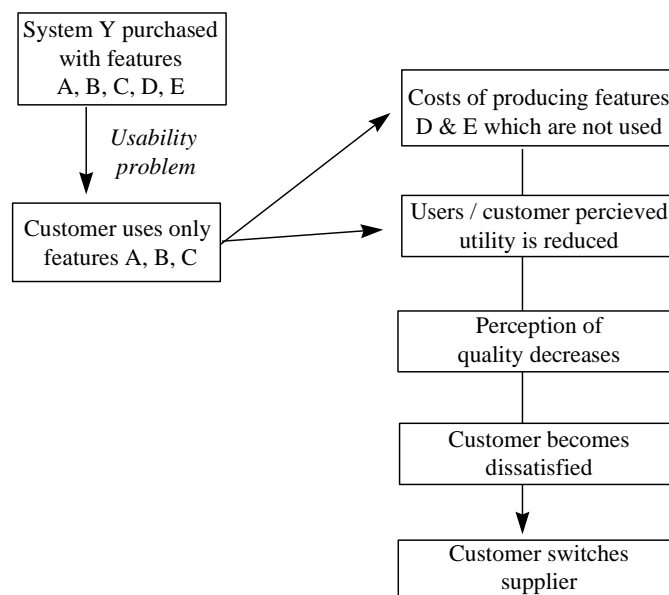 System Y purchased
with features
A, B, C, D, E
Usability
problem
Customer uses only
features A, B, C
Costs of producing features
D & E which are not used
Users / customer percieved
utility is reduced
Perception of
quality decreases
Customer becomes
dissatisfied
Customer switches
supplier